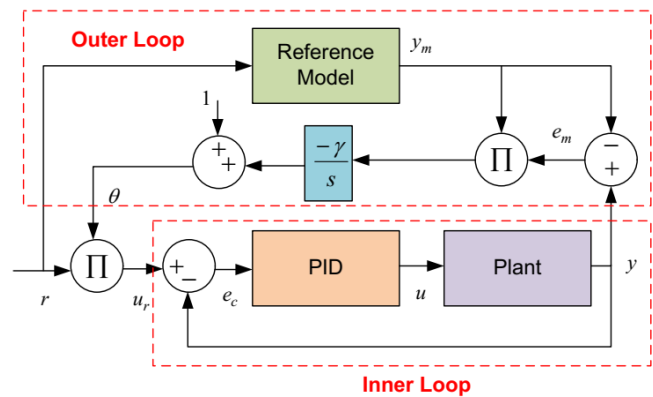 Outer Loop
Reference
Model
y_m
1
+
+
−γ
s
∏
e_m
−
+
θ
∏
r
u_r
+
−
e_c
PID
u
Plant
y
Inner Loop